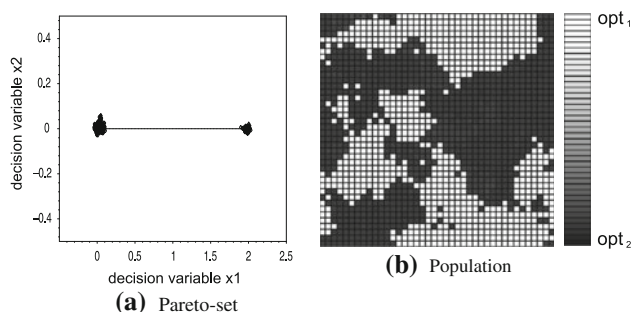 decision variable x2
0.4
0,2
0
−0.2
−0.4
0
0.5
1
1.5
2
2.5
decision variable x1
(a) Pareto-set
opt 1
opt 2
(b) Population